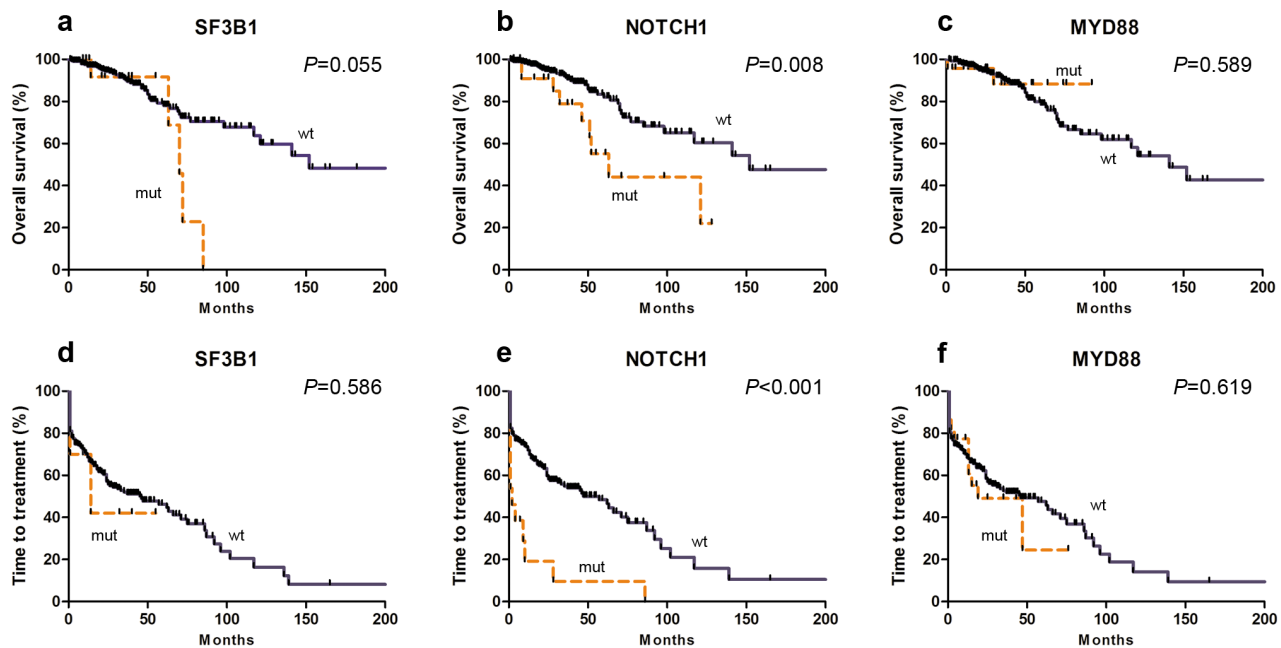 a
SF3B1
P=0.055
Overall survival (%)
100
80
60
40
20
0
wt
mut
0 50 100 150 200
Months
b
NOTCH1
P=0.008
Overall survival (%)
100
80
60
40
20
0
wt
mut
0 50 100 150 200
Months
c
MYD88
P=0.589
Overall survival (%)
100
80
60
40
20
0
mut
wt
0 50 100 150 200
Months
d
SF3B1
P=0.586
Time to treatment (%)
100
80
60
40
20
0
mut
wt
0 50 100 150 200
Months
e
NOTCH1
P<0.001
Time to treatment (%)
100
80
60
40
20
0
wt
mut
0 50 100 150 200
Months
f
MYD88
P=0.619
Time to treatment (%)
100
80
60
40
20
0
wt
mut
0 50 100 150 200
Months